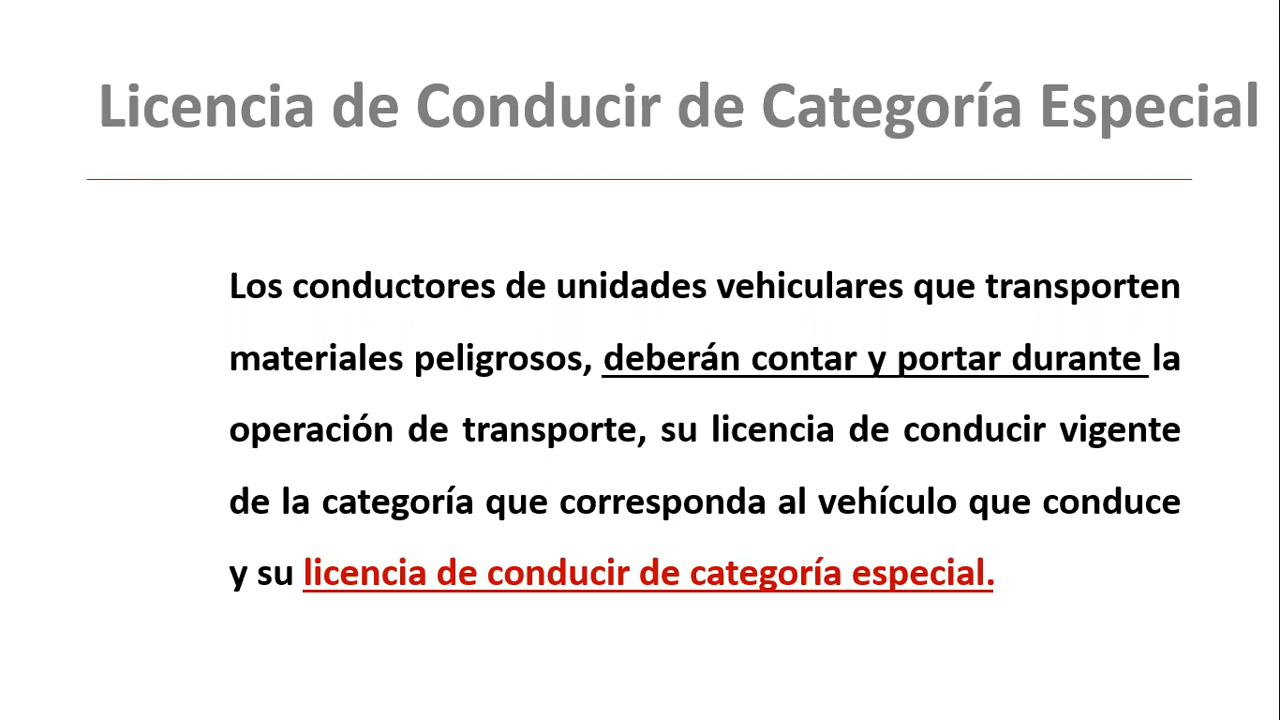 Licencia de Conducir de Categoría Especial
Los conductores de unidades vehiculares que transporten
materiales peligrosos, deberán contar y portar durante la
operación de transporte, su licencia de conducir vigente
de la categoría que corresponda al vehículo que conduce
y su licencia de conducir de categoría especial.